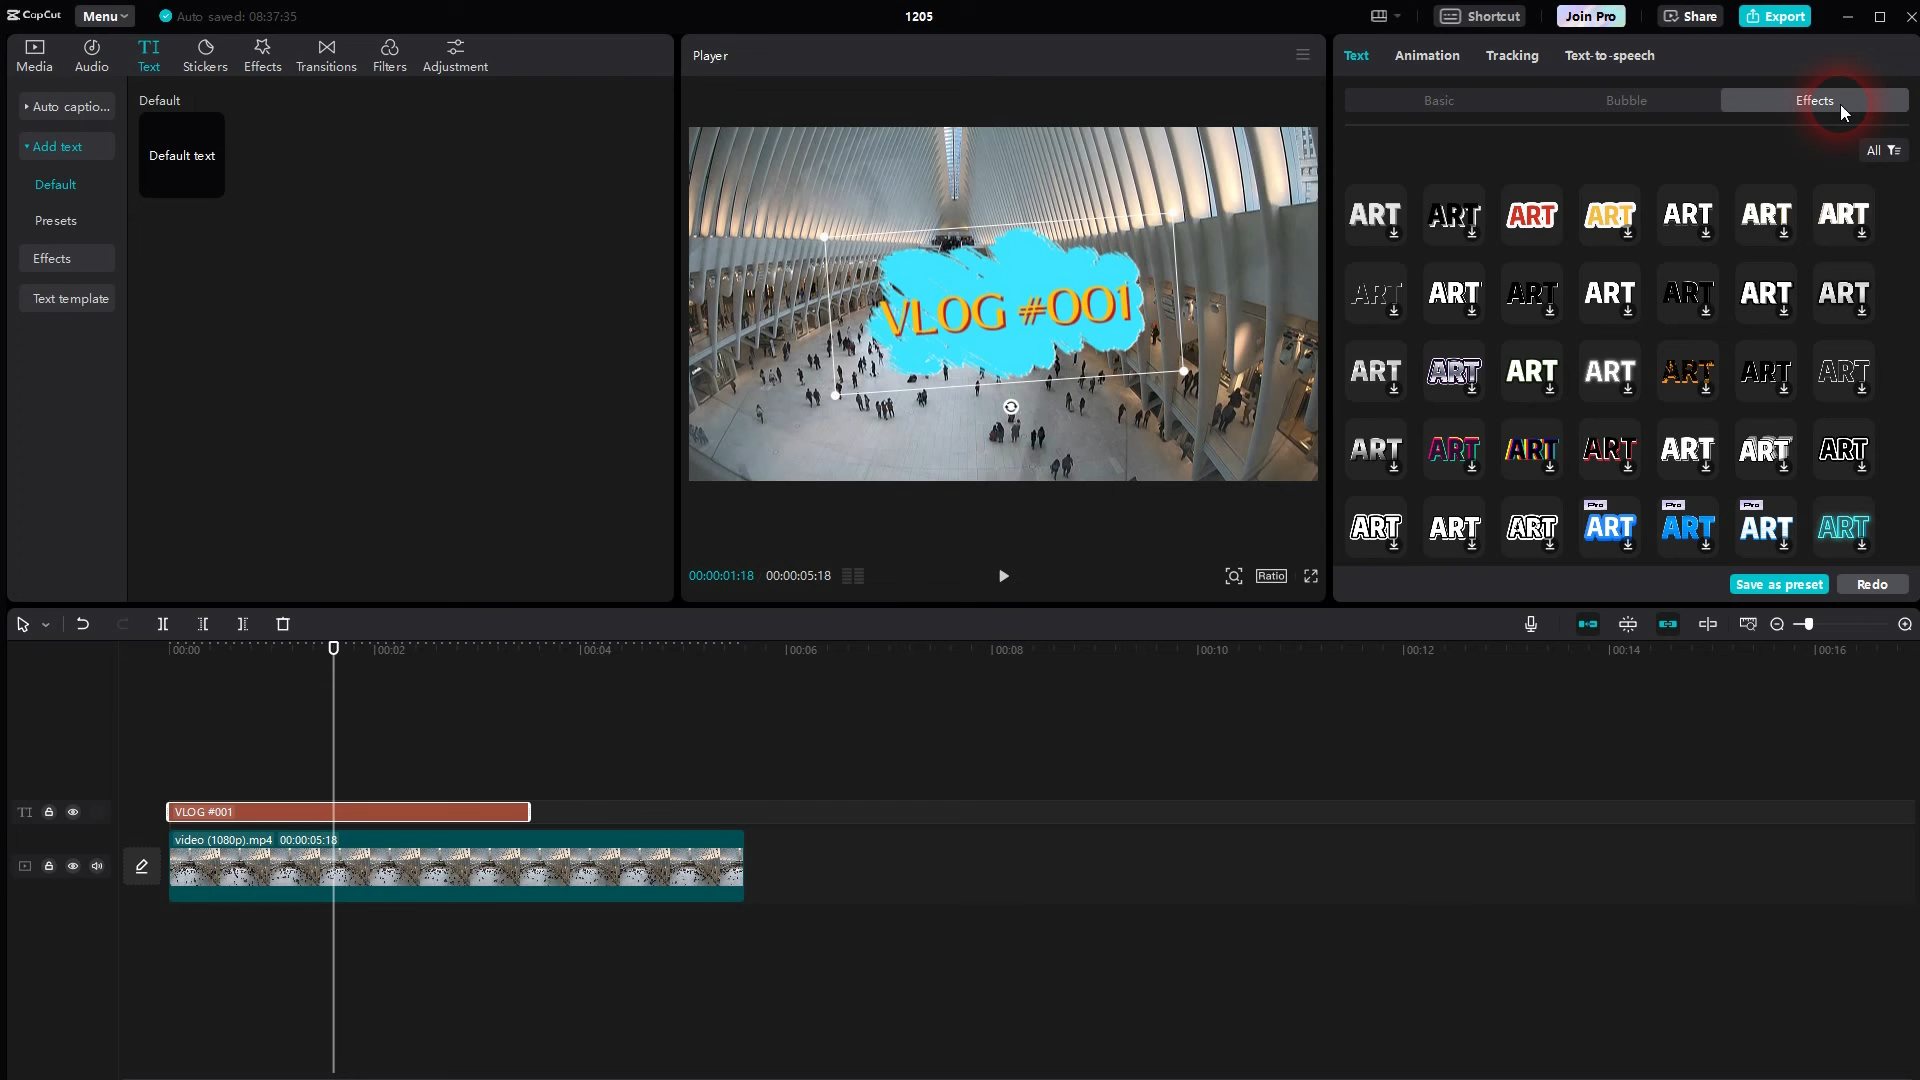 CapCut
Menu
Auto saved: 08:37:35
1205
Shortcut
Join Pro
Share
Export
Media
Audio
TI
Text
Stickers
Effects
Transitions
Filters
Adjustment
Auto captio...
Add text
Default
Presets
Effects
Text template
Default
Default text
Player
VLOG #001
00:00:01:18
00:00:05:18
Ratio
Text
Animation
Tracking
Text-to-speech
Basic
Bubble
Effects
All
ART ART ART ART ART ART ART
ART ART ART ART ART ART ART
ART ART ART ART ART ART ART
ART ART ART ART ART ART ART
Pro Pro Pro
ART ART ART ART ART ART ART
Save as preset
Redo
00:00
00:02
00:04
00:06
00:08
00:10
00:12
00:14
00:16
TI
VLOG #001
video (1080p).mp4 00:00:05:18